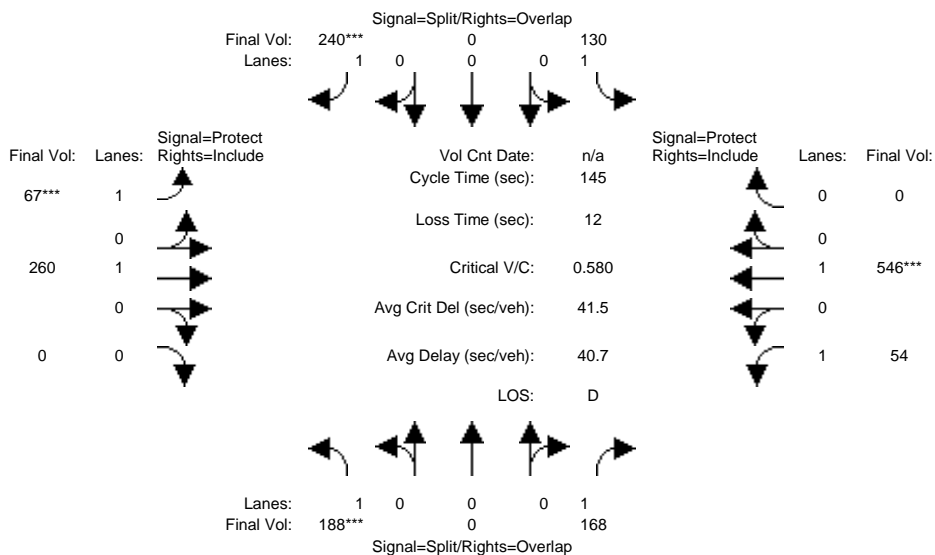 Signal=Split/Rights=Overlap
Final Vol: 240*** 0 130
Lanes: 1 0 0 0 1
Signal=Protect Signal=Protect
Final Vol: Lanes: Rights=Include Vol Cnt Date: n/a Rights=Include Lanes: Final Vol:
Cycle Time (sec): 145
67*** 1 0 0
Loss Time (sec): 12
0 0
260 1 Critical V/C: 0.580 1 546***
0 Avg Crit Del (sec/veh): 41.5 0
0 0 Avg Delay (sec/veh): 40.7 1 54
LOS: D
Lanes: 1 0 0 0 1
Final Vol: 188*** 0 168
Signal=Split/Rights=Overlap